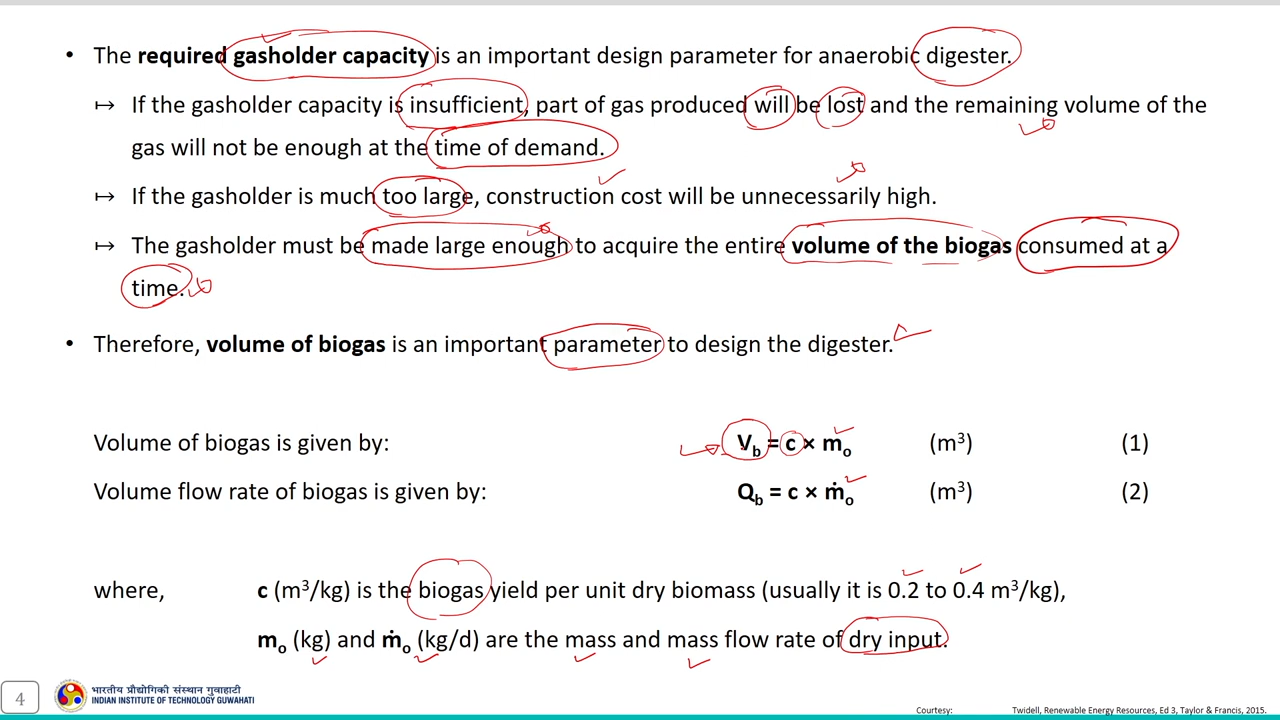 • The required gasholder capacity is an important design parameter for anaerobic digester.
↦ If the gasholder capacity is insufficient, part of gas produced will be lost and the remaining volume of the
gas will not be enough at the time of demand.
↦ If the gasholder is much too large, construction cost will be unnecessarily high.
↦ The gasholder must be made large enough to acquire the entire volume of the biogas consumed at a
time.
• Therefore, volume of biogas is an important parameter to design the digester.
Volume of biogas is given by: V_b = c × m_o (m³) (1)
Volume flow rate of biogas is given by: Q_b = c × ṁ_o (m³) (2)
where, c (m³/kg) is the biogas yield per unit dry biomass (usually it is 0.2 to 0.4 m³/kg),
m_o (kg) and ṁ_o (kg/d) are the mass and mass flow rate of dry input.
4
भारतीय प्रौद्योगिकी संस्थान गुवाहाटी
INDIAN INSTITUTE OF TECHNOLOGY GUWAHATI
Courtesy: Twidell, Renewable Energy Resources, Ed 3, Taylor & Francis, 2015.